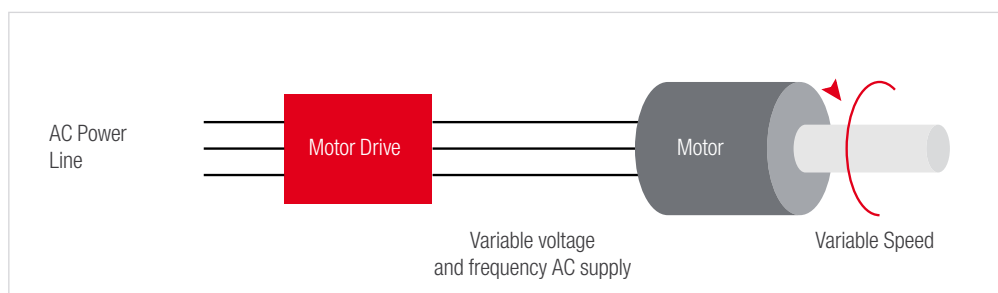 AC Power
Line
Motor Drive
Motor
Variable voltage
and frequency AC supply
Variable Speed